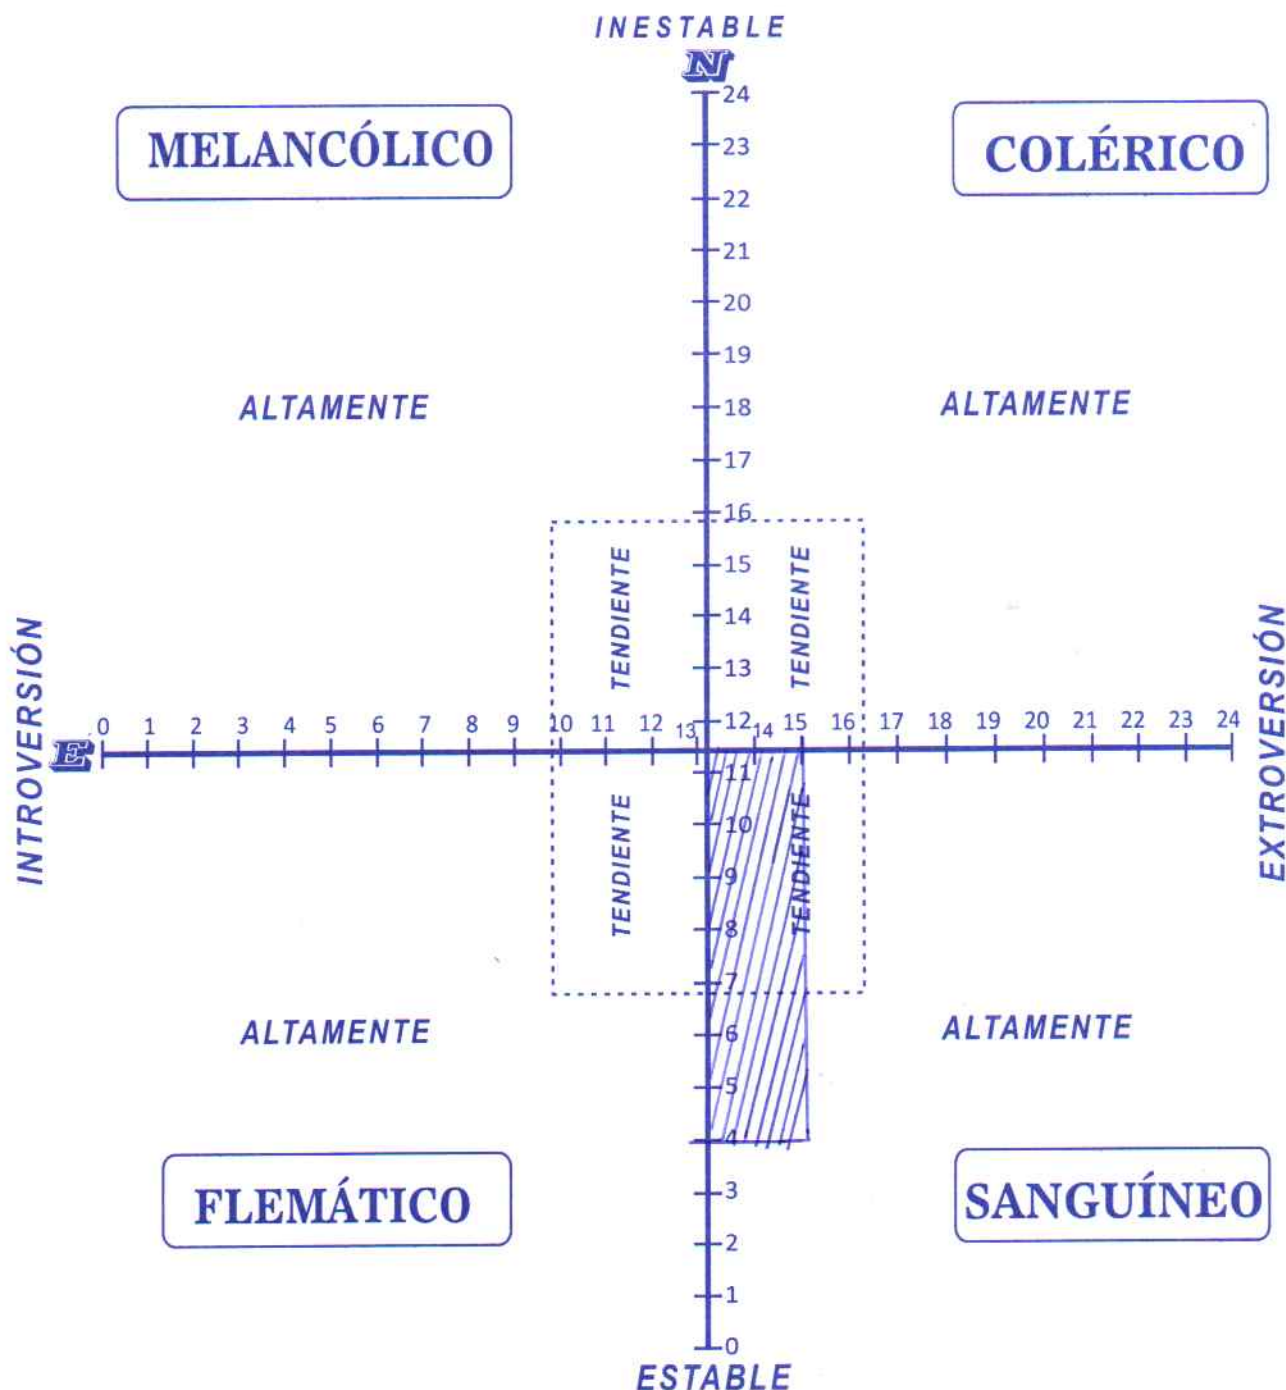 INESTABLE
N
24
MELANCÓLICO
COLÉRICO
23
22
21
20
19
ALTAMENTE
18
ALTAMENTE
17
16
TENDIENTE
15
TENDIENTE
14
13
INTROVERSIÓN
EXTROVERSIÓN
E
0 1 2 3 4 5 6 7 8 9 10 11 12 13 12 14 15 16 17 18 19 20 21 22 23 24
11
TENDIENTE
10
TENDIENTE
9
8
7
ALTAMENTE
6
ALTAMENTE
5
4
3
FLEMÁTICO
SANGUÍNEO
2
1
0
ESTABLE